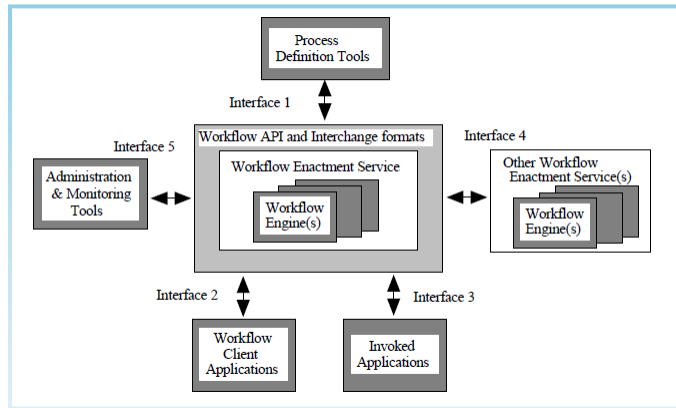 Process
Definition Tools
Interface 1
Workflow API and Interchange formats
Interface 5
Interface 4
Workflow Enactment Service
Workflow
Engine(s)
Administration
& Monitoring
Tools
Other Workflow
Enactment Service(s)
Workflow
Engine(s)
Interface 2
Interface 3
Workflow
Client
Applications
Invoked
Applications